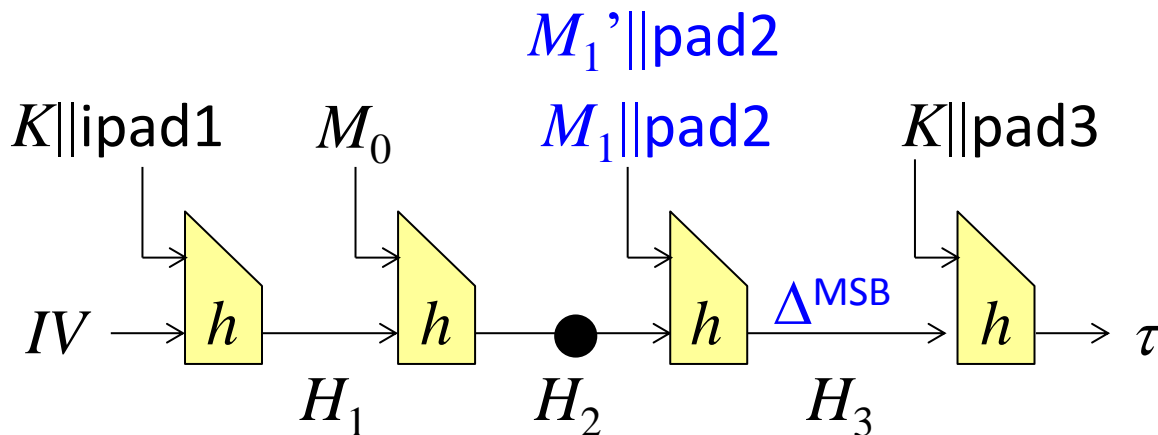 M₁’||pad2
K||ipad1 M₀ M₁||pad2 K||pad3
Δᴹˢᴮ
IV h h h h τ
H₁ H₂ H₃